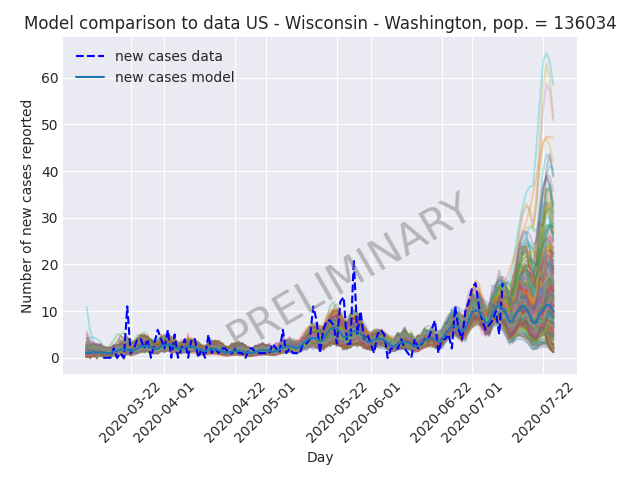 Model comparison to data US - Wisconsin - Washington, pop. = 136034
new cases data
new cases model
Number of new cases reported
60
50
40
30
20
10
0
PRELIMINARY
2020-03-22
2020-04-01
2020-04-22
2020-05-01
2020-05-22
2020-06-01
2020-06-22
2020-07-01
2020-07-22
Day